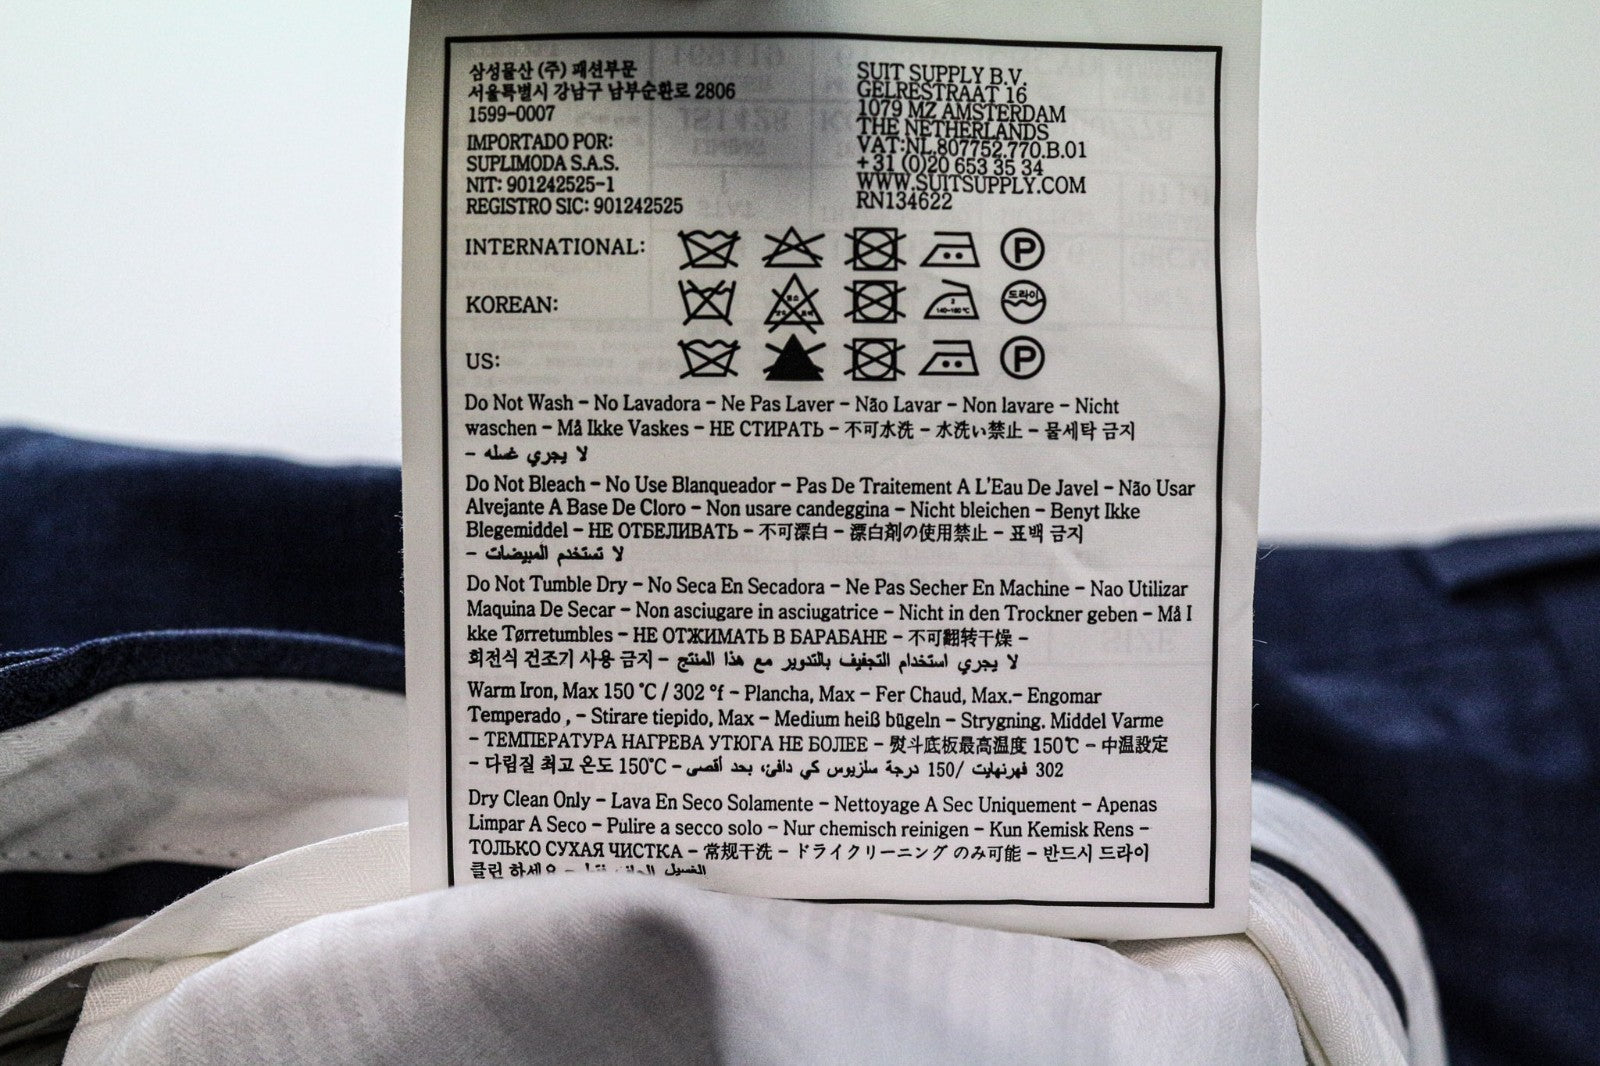 삼성물산 (주) 패션부문
서울특별시 강남구 남부순환로 2806
1599-0007
IMPORTADO POR:
SUPLIMODA S.A.S.
NIT: 901242525-1
REGISTRO SIC: 901242525
SUIT SUPPLY B.V.
GELRESTRAAT 16
1079 MZ AMSTERDAM
THE NETHERLANDS
VAT:NL.807752.770.B.01
+31 (0)20 653 35 34
WWW.SUITSUPPLY.COM
RN134622
INTERNATIONAL:
P
KOREAN:
2
140~160℃
드라이
US:
P
Do Not Wash - No Lavadora - Ne Pas Laver - Não Lavar - Non lavare - Nicht
waschen - Må Ikke Vaskes - НЕ СТИРАТЬ - 不可水洗 - 水洗い禁止 - 물세탁 금지
- لا يجري غسله
Do Not Bleach - No Use Blanqueador - Pas De Traitement A L'Eau De Javel - Não Usar
Alvejante A Base De Cloro - Non usare candeggina - Nicht bleichen - Benyt Ikke
Blegemiddel - НЕ ОТБЕЛИВАТЬ - 不可漂白 - 漂白剤の使用禁止 - 표백 금지
- لا تستخدم المبيضات
Do Not Tumble Dry - No Seca En Secadora - Ne Pas Secher En Machine - Nao Utilizar
Maquina De Secar - Non asciugare in asciugatrice - Nicht in den Trockner geben - Må I
kke Tørretumbles - НЕ ОТЖИМАТЬ В БАРАБАНЕ - 不可翻转干燥 -
회전식 건조기 사용 금지 - لا يجري استخدام التجفيف بالتدوير مع هذا المنتج
Warm Iron, Max 150 °C / 302 °f - Plancha, Max - Fer Chaud, Max.- Engomar
Temperado , - Stirare tiepido, Max - Medium heiß bügeln - Strygning. Middel Varme
- ТЕМПЕРАТУРА НАГРЕВА УТЮГА НЕ БОЛЕЕ - 熨斗底板最高温度 150℃ - 中温設定
- 다림질 최고 온도 150℃ - 302 فهرنهايت /150 درجة سلزيوس كي دافئ، بحد أقصى
Dry Clean Only - Lava En Seco Solamente - Nettoyage A Sec Uniquement - Apenas
Limpar A Seco - Pulire a secco solo - Nur chemisch reinigen - Kun Kemisk Rens -
ТОЛЬКО СУХАЯ ЧИСТКА - 常规干洗 - ドライクリーニング のみ可能 - 반드시 드라이
클린 하세요 - الغسيل